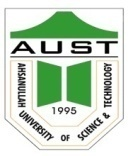 AUST
1995
AHSANULLAH UNIVERSITY OF SCIENCE & TECHNOLOGY